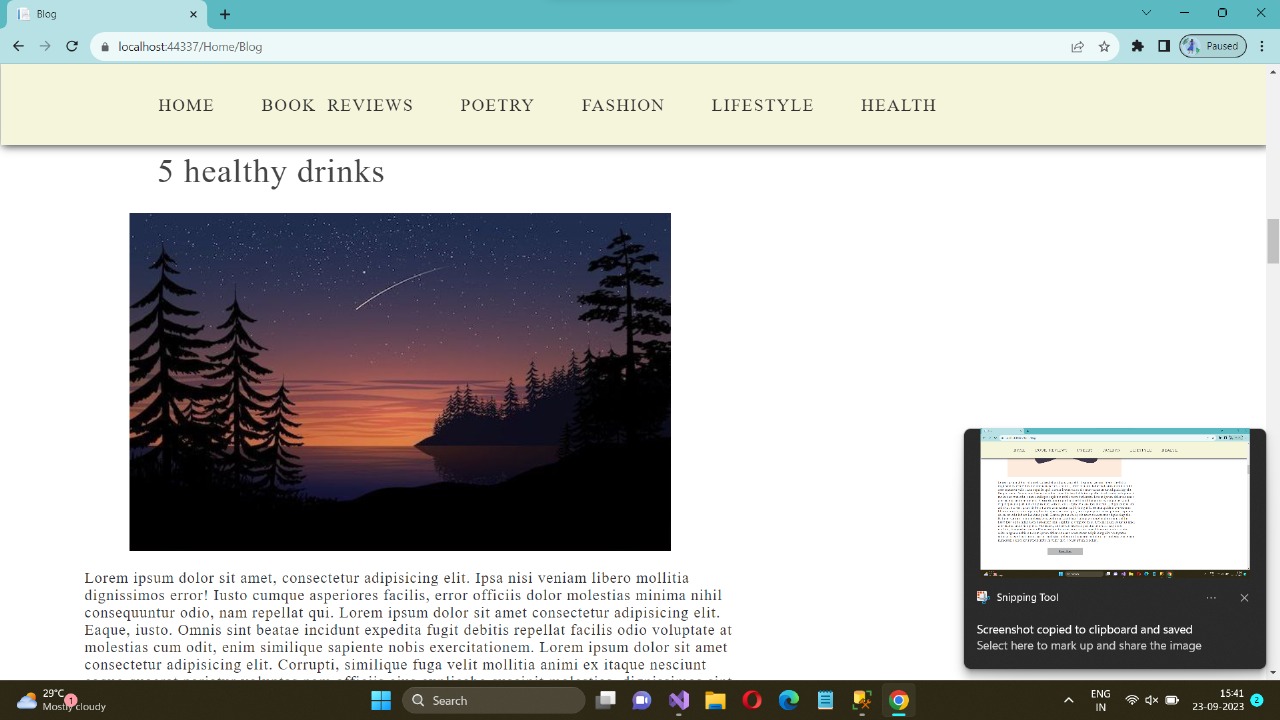 Blog
localhost:44337/Home/Blog
Paused
HOME BOOK REVIEWS POETRY FASHION LIFESTYLE HEALTH
5 healthy drinks
Lorem ipsum dolor sit amet, consectetur adipisicing elit. Ipsa nisi veniam libero mollitia
dignissimos error! Iusto cumque asperiores facilis, error officiis dolor molestias minima nihil
consequuntur odio, nam repellat qui. Lorem ipsum dolor sit amet consectetur adipisicing elit.
Eaque, iusto. Omnis sint beatae incidunt expedita fugit debitis repellat facilis odio voluptate at
molestias cum odit, enim similique sapiente nobis exercitationem. Lorem ipsum dolor sit amet
consectetur adipisicing elit. Corrupti, similique fuga velit mollitia animi ex itaque nesciunt
Snipping Tool
Screenshot copied to clipboard and saved
Select here to mark up and share the image
29°C
1
Mostly cloudy
Search
ENG
IN
15:41
23-09-2023
2